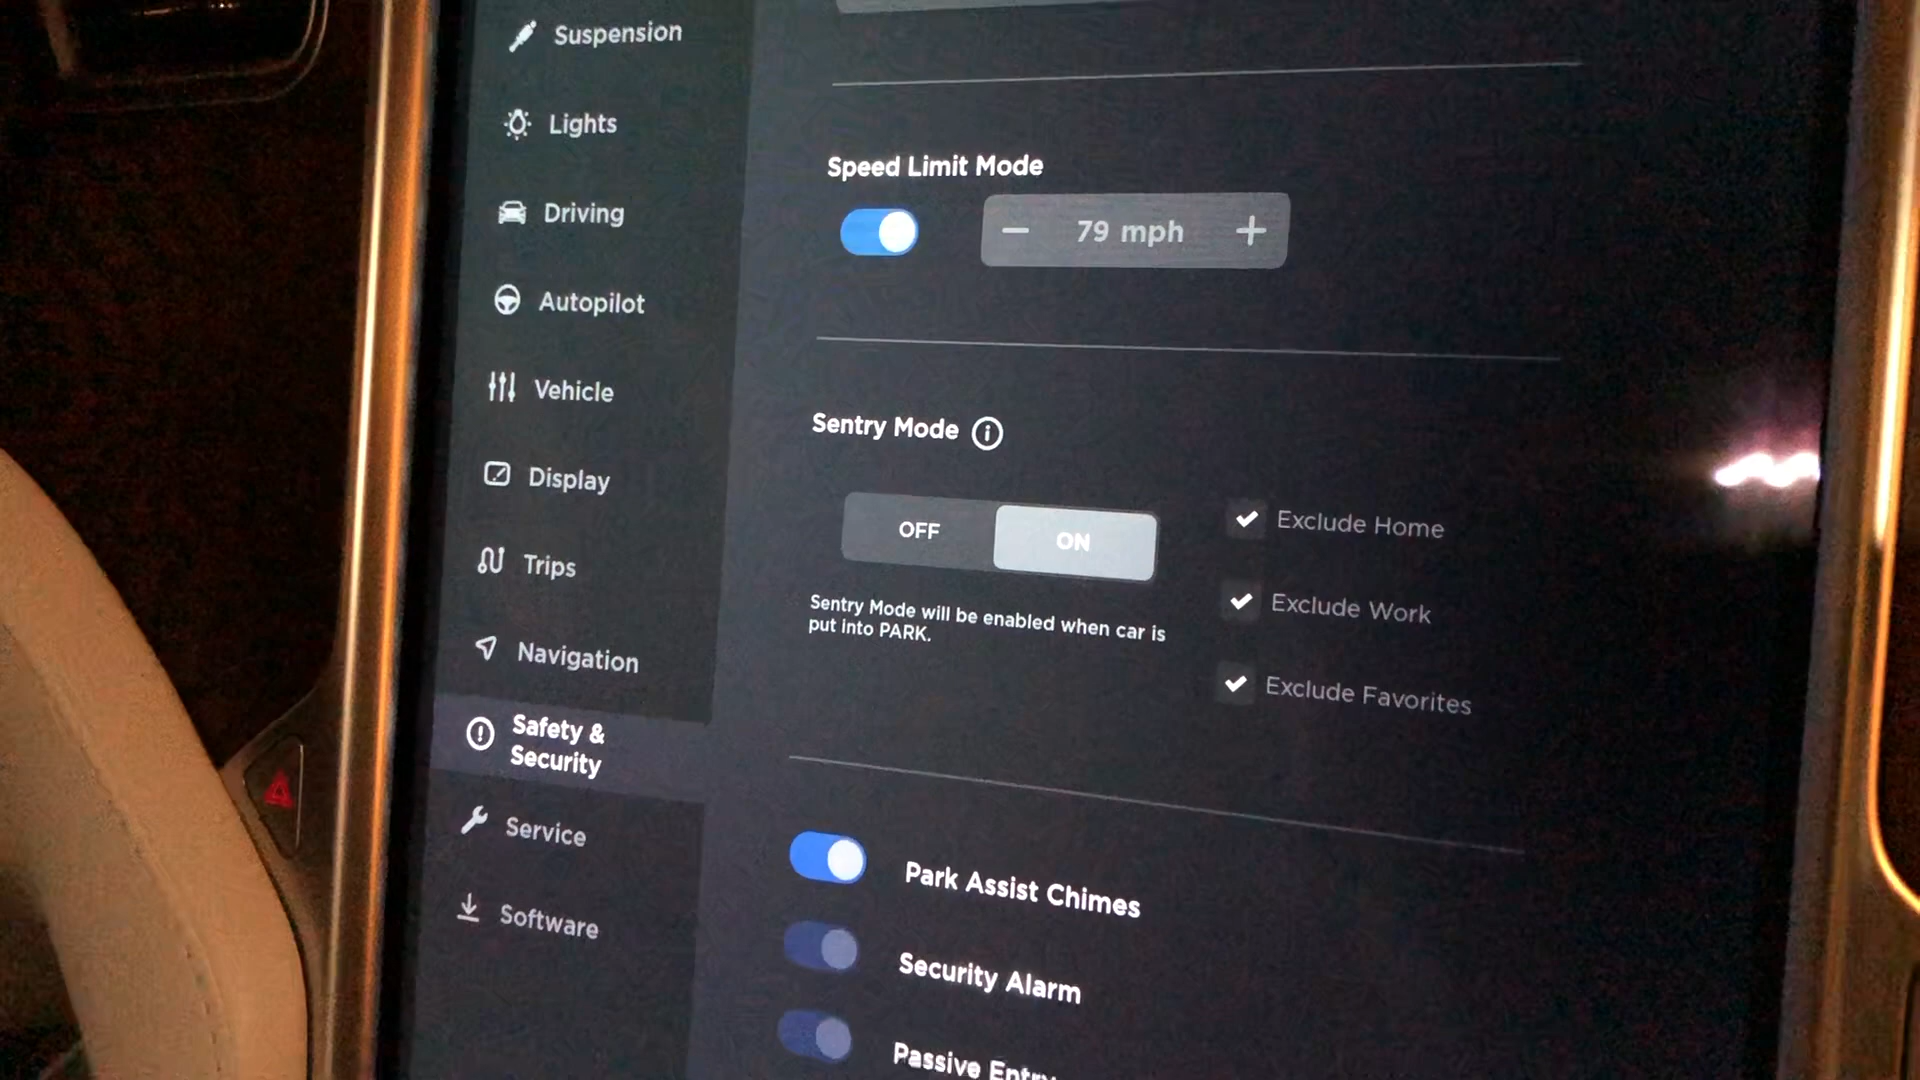 Suspension
Lights
Driving
Autopilot
Vehicle
Display
Trips
Navigation
Safety &
Security
Service
Software
Speed Limit Mode
79 mph
Sentry Mode
OFF
ON
Sentry Mode will be enabled when car is
put into PARK.
Exclude Home
Exclude Work
Exclude Favorites
Park Assist Chimes
Security Alarm
Passive Entry